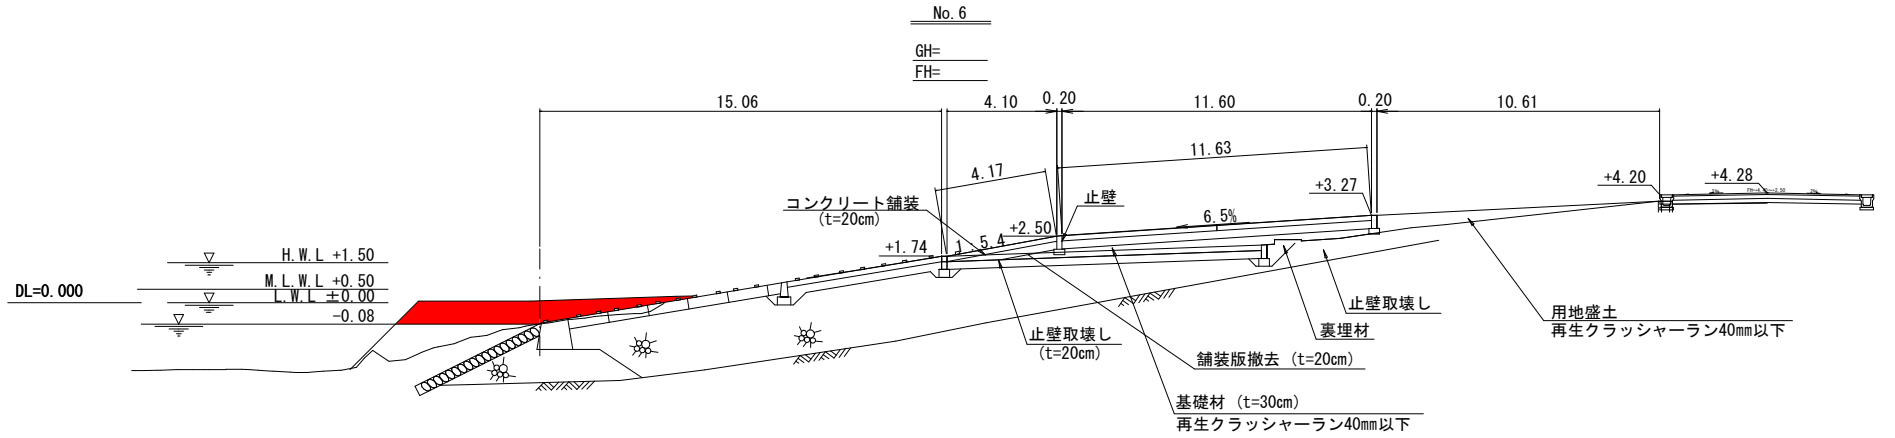 No.6
GH=
FH=
15.06
4.10
0.20
11.60
0.20
10.61
11.63
4.17
+4.20
+4.28
+3.27
止壁
コンクリート舗装
(t=20cm)
6.5%
+2.50
+1.74
1:5.4
H.W.L +1.50
M.L.W.L +0.50
L.W.L ±0.00
-0.08
DL=0.000
止壁取壊し
(t=20cm)
裏埋材
止壁取壊し
用地盛土
再生クラッシャーラン40mm以下
舗装版撤去 (t=20cm)
基礎材 (t=30cm)
再生クラッシャーラン40mm以下